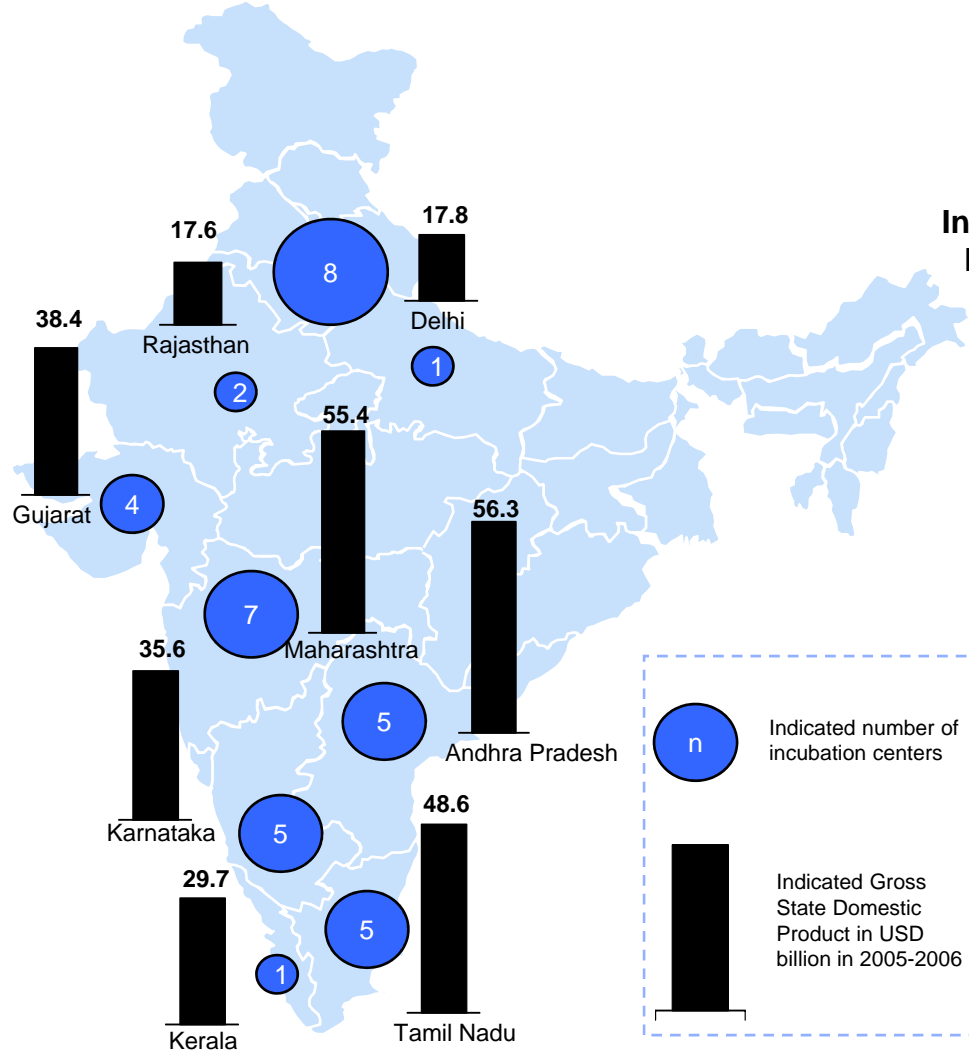 17.6
17.8
In
8
38.4
Rajasthan
Delhi
1
2
55.4
4
Gujarat
56.3
7
35.6
Maharashtra
5
Andhra Pradesh
n
Indicated number of
incubation centers
48.6
Karnataka
5
29.7
5
1
Kerala
Tamil Nadu
Indicated Gross
State Domestic
Product in USD
billion in 2005-2006